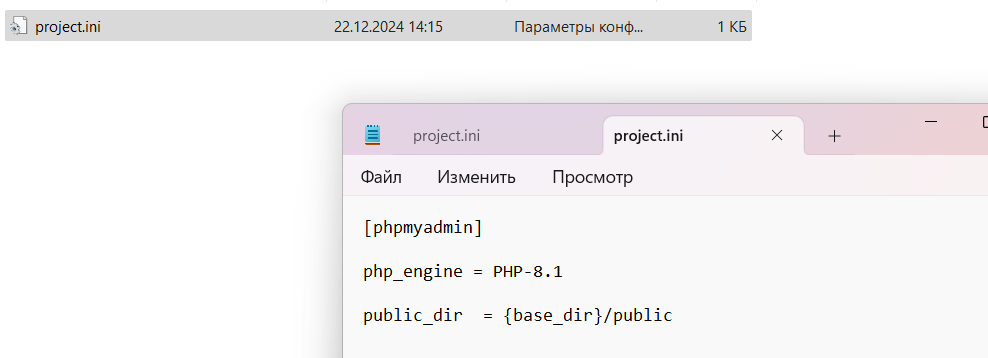 project.ini 22.12.2024 14:15 Параметры конф... 1 КБ
project.ini project.ini
Файл Изменить Просмотр
[phpmyadmin]
php_engine = PHP-8.1
public_dir  = {base_dir}/public